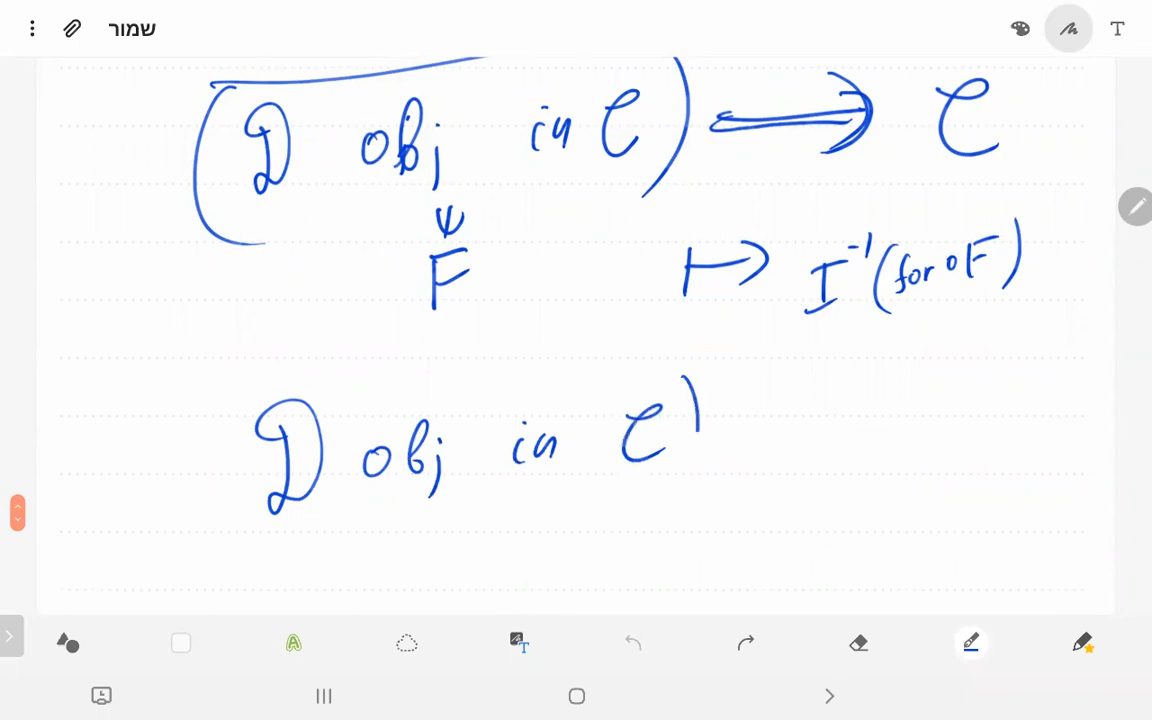 שמור
T
(D obj in C) ⟺ C
ψ
F ↦ I⁻¹(for ∘ F)
D obj in C)